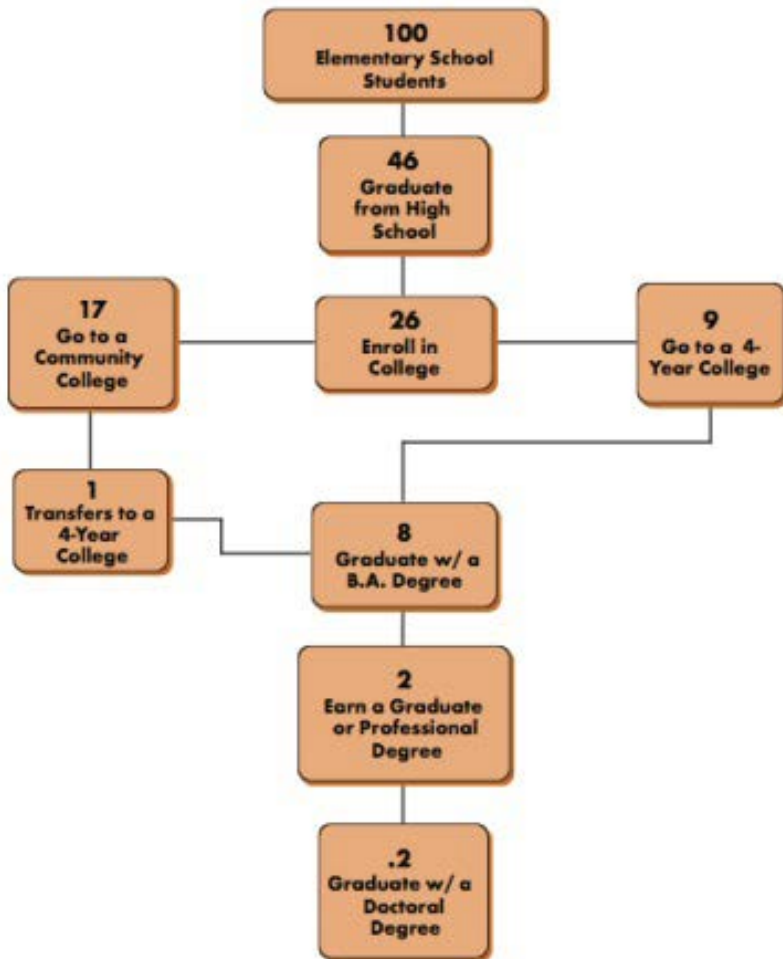 100
Elementary School
Students
46
Graduate
from High
School
17
Go to a
Community
College
26
Enroll in
College
9
Go to a 4-
Year College
1
Transfers to a
4-Year
College
8
Graduate w/ a
B.A. Degree
2
Earn a Graduate
or Professional
Degree
.2
Graduate w/ a
Doctoral
Degree